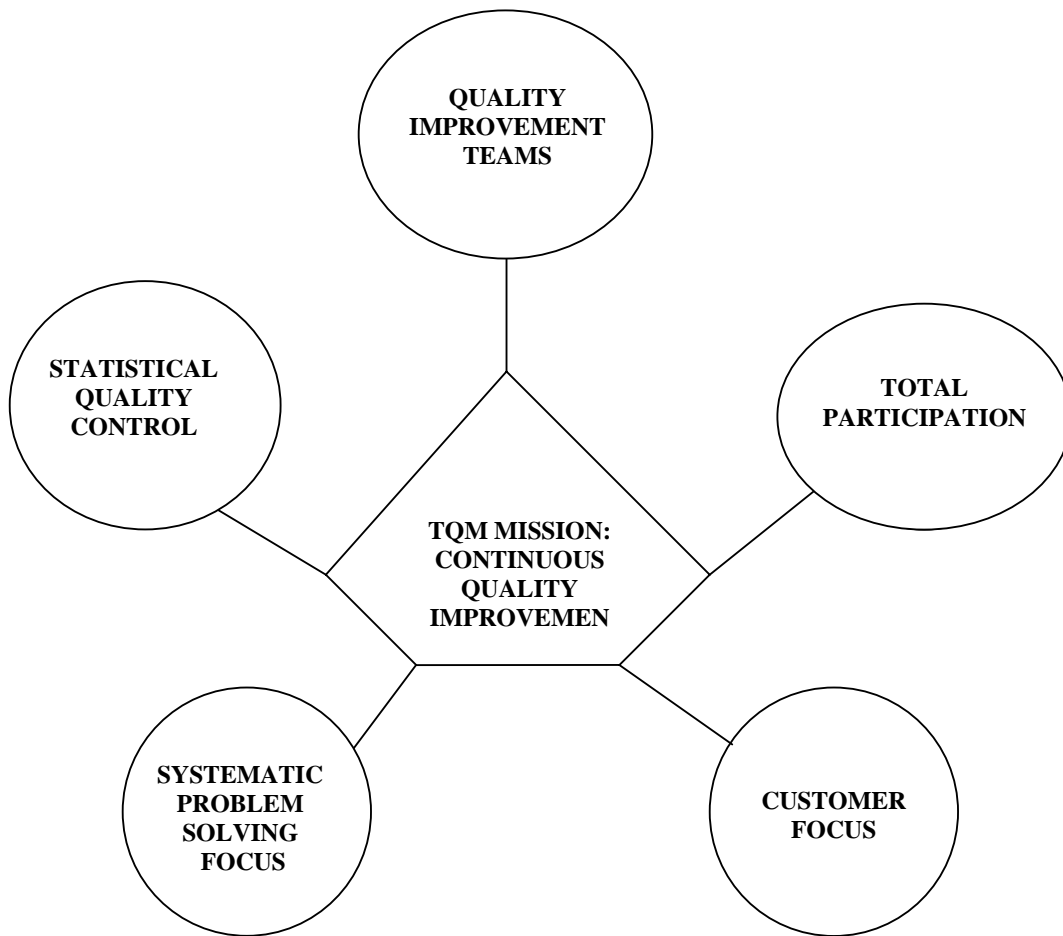 QUALITY
IMPROVEMENT
TEAMS
STATISTICAL
QUALITY
CONTROL
TOTAL
PARTICIPATION
TQM MISSION:
CONTINUOUS
QUALITY
IMPROVEMEN
SYSTEMATIC
PROBLEM
SOLVING
FOCUS
CUSTOMER
FOCUS